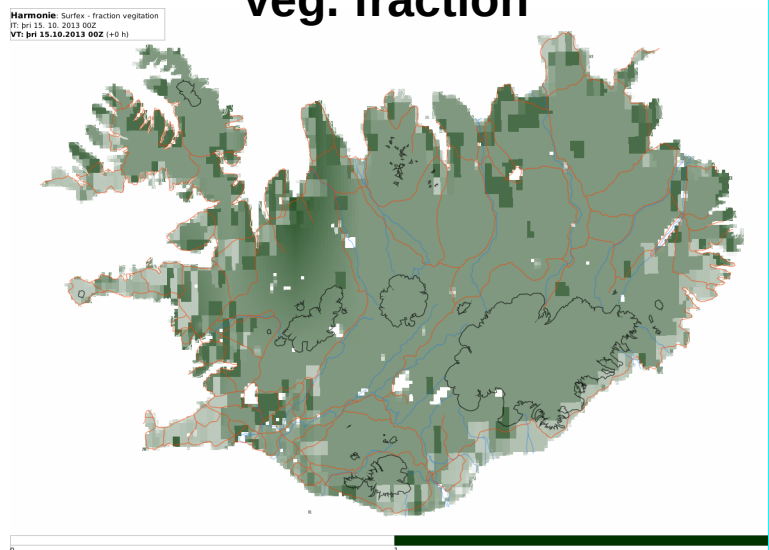 veg. fraction
Harmonie: Surfex - fraction vegitation
IT: þri 15. 10. 2013 00Z
VT: þri 15.10.2013 00Z (+0 h)